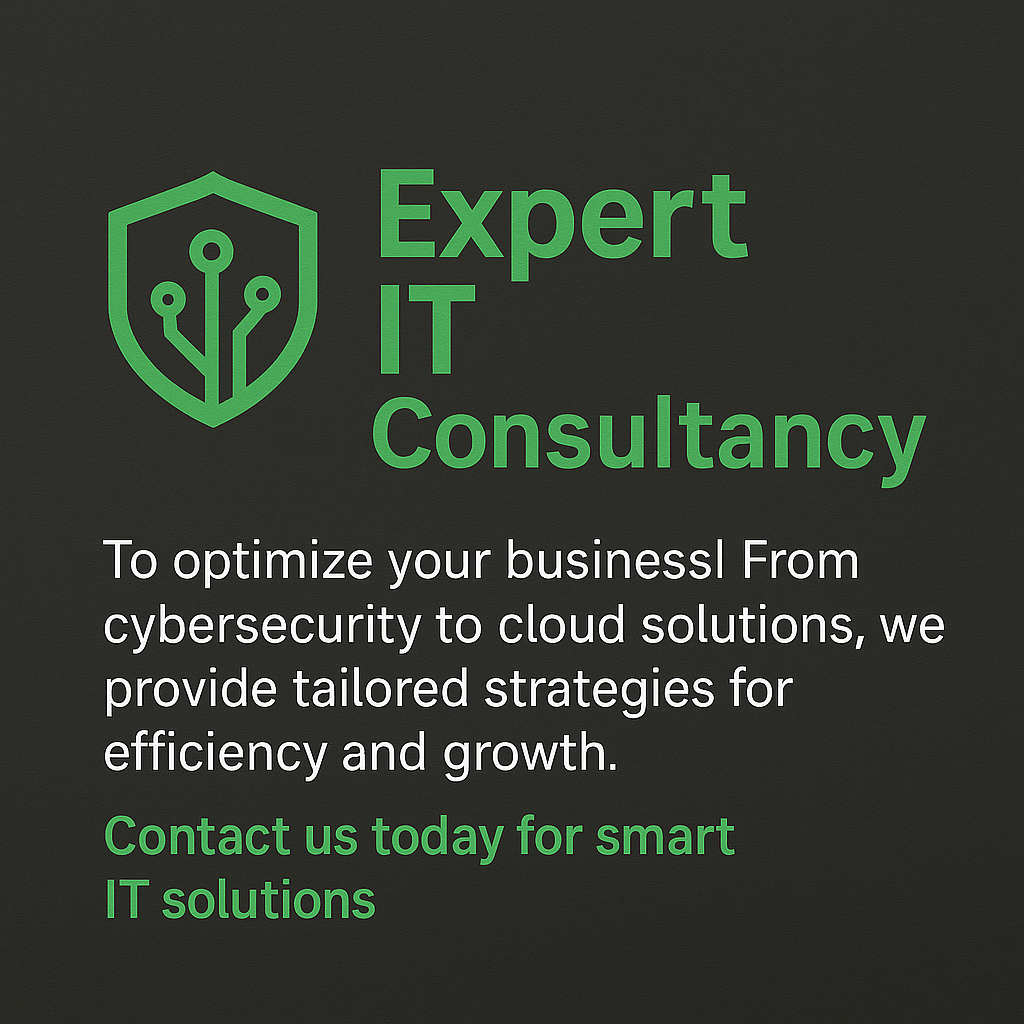 Expert
IT
Consultancy
To optimize your businessl From
cybersecurity to cloud solutions, we
provide tailored strategies for
efficiency and growth.
Contact us today for smart
IT solutions